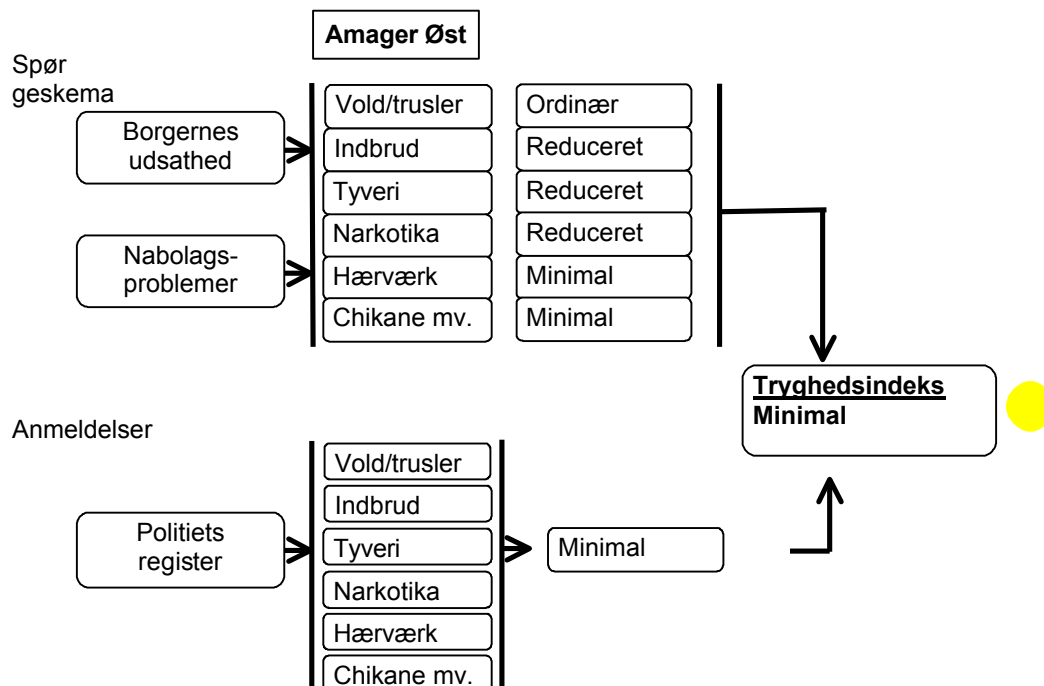 Amager Øst
Spør
geskema
Borgernes
udsathed
Nabolags-
problemer
Vold/trusler
Indbrud
Tyveri
Narkotika
Hærværk
Chikane mv.
Ordinær
Reduceret
Reduceret
Reduceret
Minimal
Minimal
Tryghedsindeks
Minimal
Anmeldelser
Politiets
register
Vold/trusler
Indbrud
Tyveri
Narkotika
Hærværk
Chikane mv.
Minimal